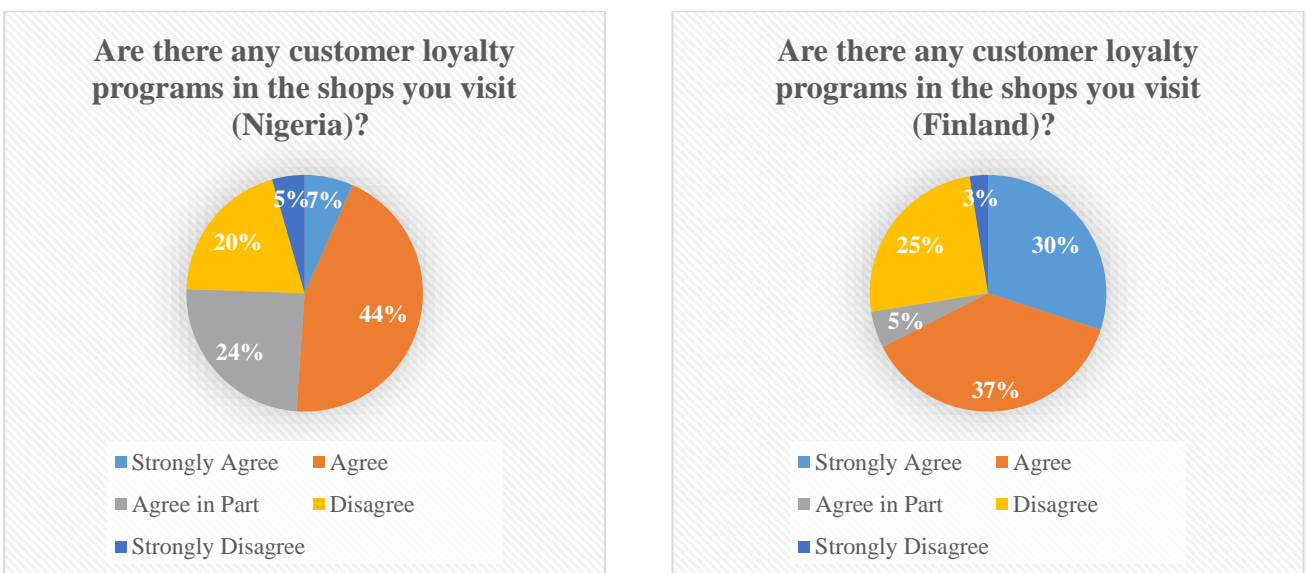 Are there any customer loyalty
programs in the shops you visit
(Nigeria)?
5% 7%
20%
44%
24%
Strongly Agree Agree
Agree in Part Disagree
Strongly Disagree
Are there any customer loyalty
programs in the shops you visit
(Finland)?
3%
25% 30%
5%
37%
Strongly Agree Agree
Agree in Part Disagree
Strongly Disagree